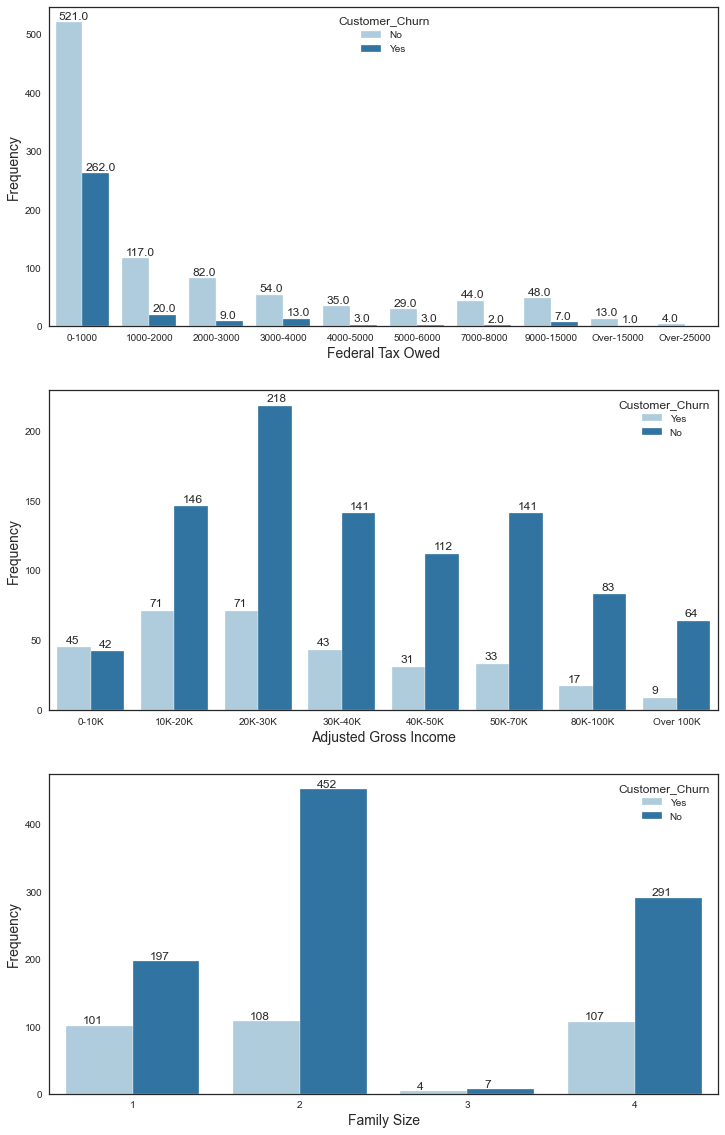 Customer_Churn
No
Yes
521.0 262.0 117.0 20.0 82.0 9.0 54.0 13.0 35.0 3.0 29.0 3.0 44.0 2.0 48.0 7.0 13.0 1.0 4.0
500
400
300
200
100
0
Frequency
0-1000 1000-2000 2000-3000 3000-4000 4000-5000 5000-6000 7000-8000 9000-15000 Over-15000 Over-25000
Federal Tax Owed
Customer_Churn
Yes
No
45 42 71 146 71 218 43 141 31 112 33 141 17 83 9 64
200
150
100
50
0
Frequency
0-10K 10K-20K 20K-30K 30K-40K 40K-50K 50K-70K 80K-100K Over 100K
Adjusted Gross Income
Customer_Churn
Yes
No
101 197 108 452 4 7 107 291
400
300
200
100
0
Frequency
1 2 3 4
Family Size